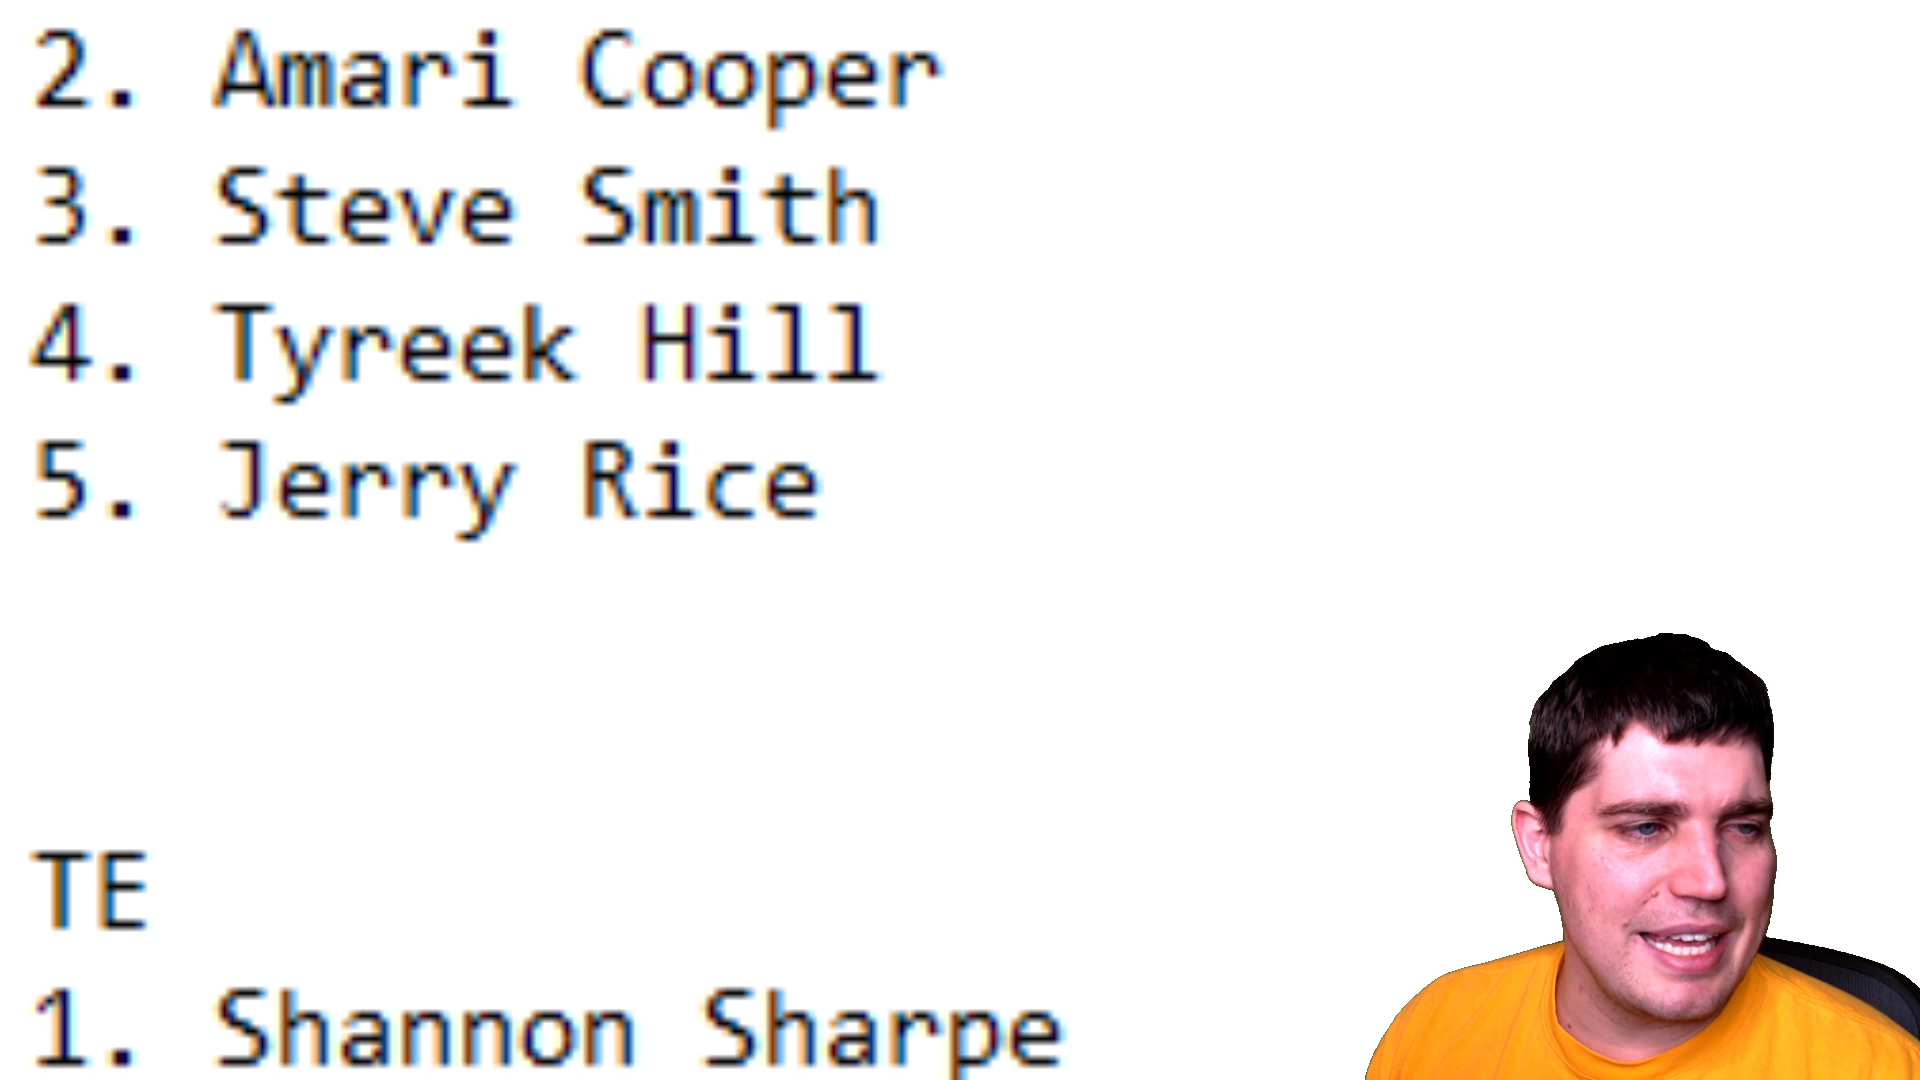 2. Amari Cooper
3. Steve Smith
4. Tyreek Hill
5. Jerry Rice
TE
1. Shannon Sharpe